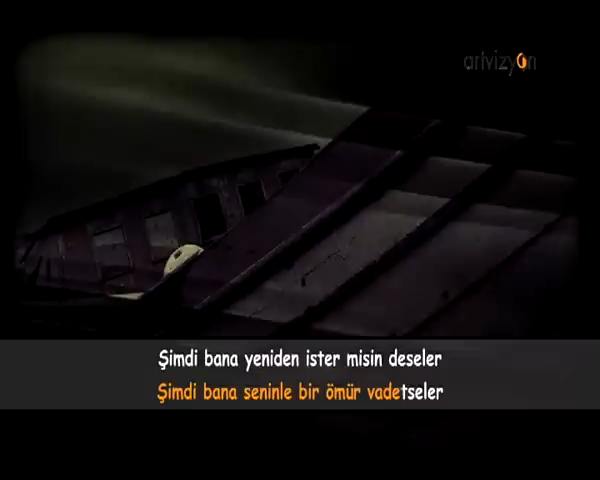 artvizyon
Şimdi bana yeniden ister misin deseler
Şimdi bana seninle bir ömür vadetseler